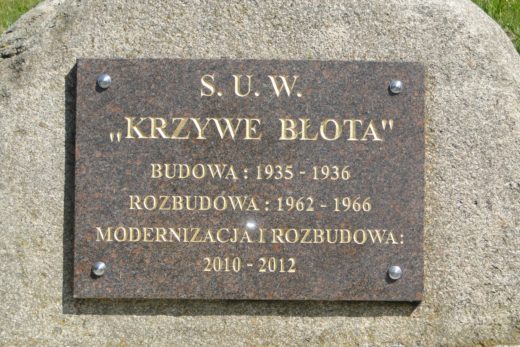 S. U. W.
„KRZYWE BŁOTA"
BUDOWA : 1935 - 1936
ROZBUDOWA : 1962 - 1966
MODERNIZACJA I ROZBUDOWA:
2010 - 2012